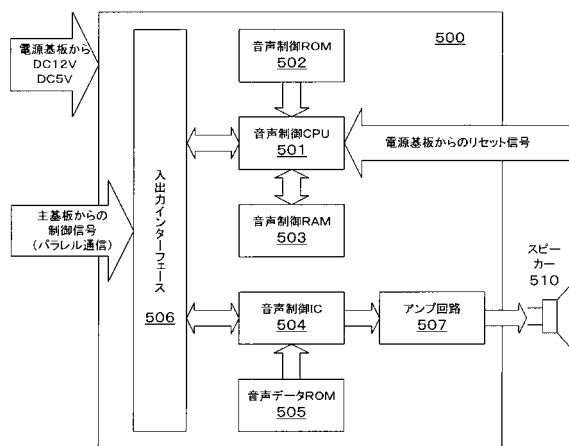 電源基板から
DC12V
DC5V
主基板からの
制御信号
(パラレル通信)
入出力インターフェース
506
音声制御ROM
502
500
音声制御CPU
501
電源基板からのリセット信号
音声制御RAM
503
音声制御IC
504
アンプ回路
507
スピー
カー
510
音声データROM
505